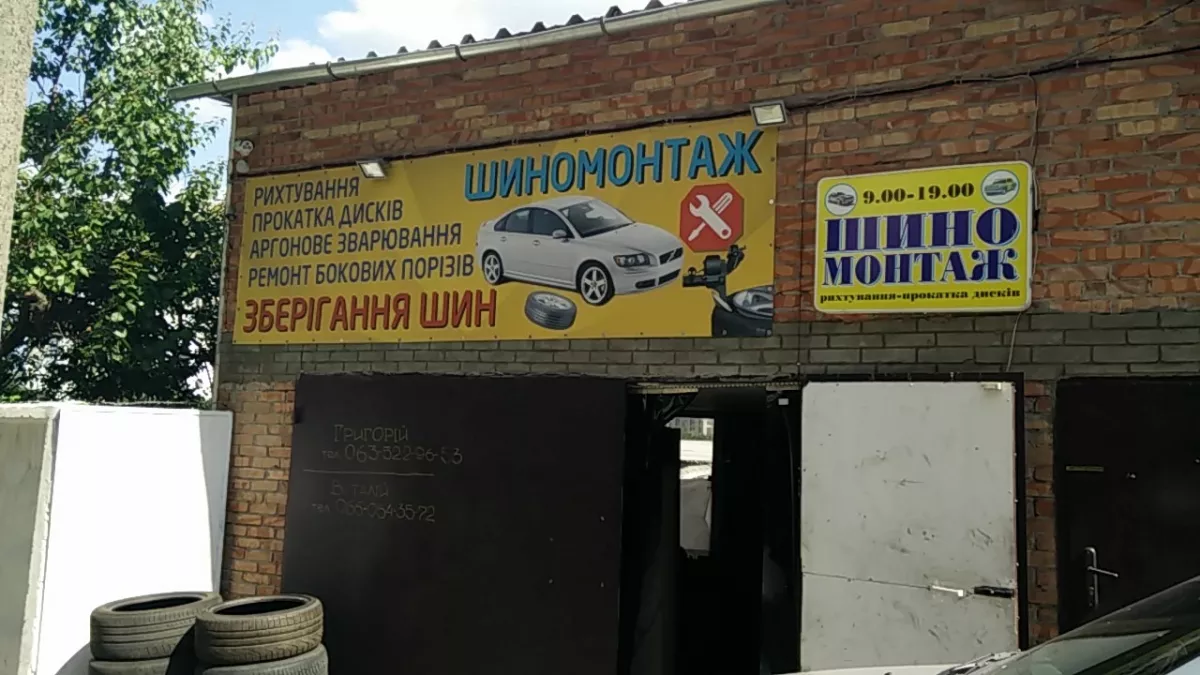 ШИНОМОНТАЖ
РИХТУВАННЯ
ПРОКАТКА ДИСКІВ
АРГОНОВЕ ЗВАРЮВАННЯ
РЕМОНТ БОКОВИХ ПОРІЗІВ
ЗБЕРІГАННЯ ШИН
9.00-19.00
ШИНО
МОНТАЖ
рихтування-прокатка дисків
ГРИГОРІЙ
тел. 063-522-96-53
ВІТАЛІЙ
тел. 066-064-35-72